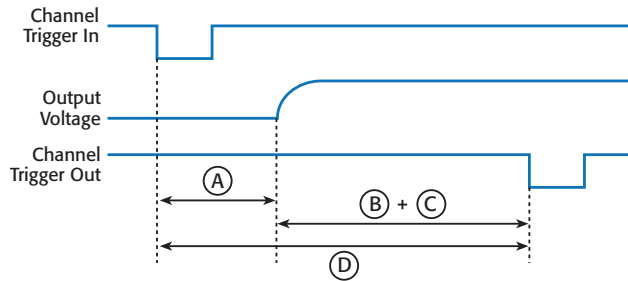 Channel
Trigger In
Output
Voltage
Channel
Trigger Out
A
B + C
D